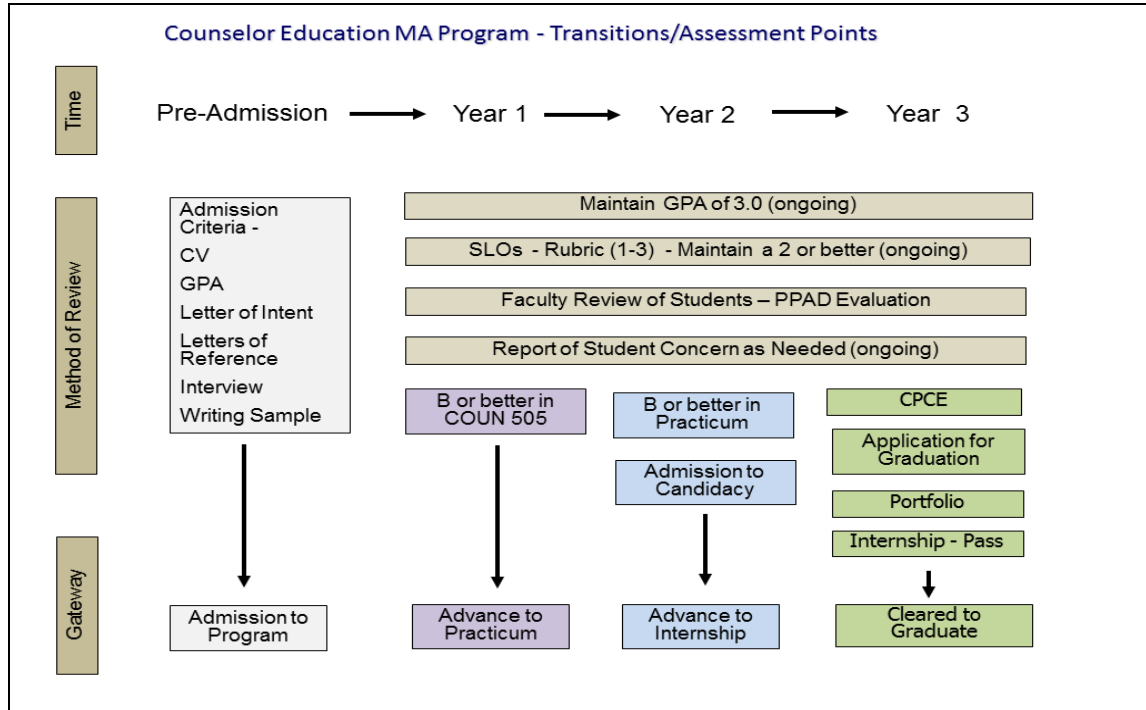 Counselor Education MA Program - Transitions/Assessment Points
Time
Pre-Admission
Year 1
Year 2
Year 3
Method of Review
Admission
Criteria -
CV
GPA
Letter of Intent
Letters of
Reference
Interview
Writing Sample
Maintain GPA of 3.0 (ongoing)
SLOs - Rubric (1-3) - Maintain a 2 or better (ongoing)
Faculty Review of Students – PPAD Evaluation
Report of Student Concern as Needed (ongoing)
B or better in
COUN 505
B or better in
Practicum
Admission to
Candidacy
CPCE
Application for
Graduation
Portfolio
Internship - Pass
Gateway
Admission to
Program
Advance to
Practicum
Advance to
Internship
Cleared to
Graduate